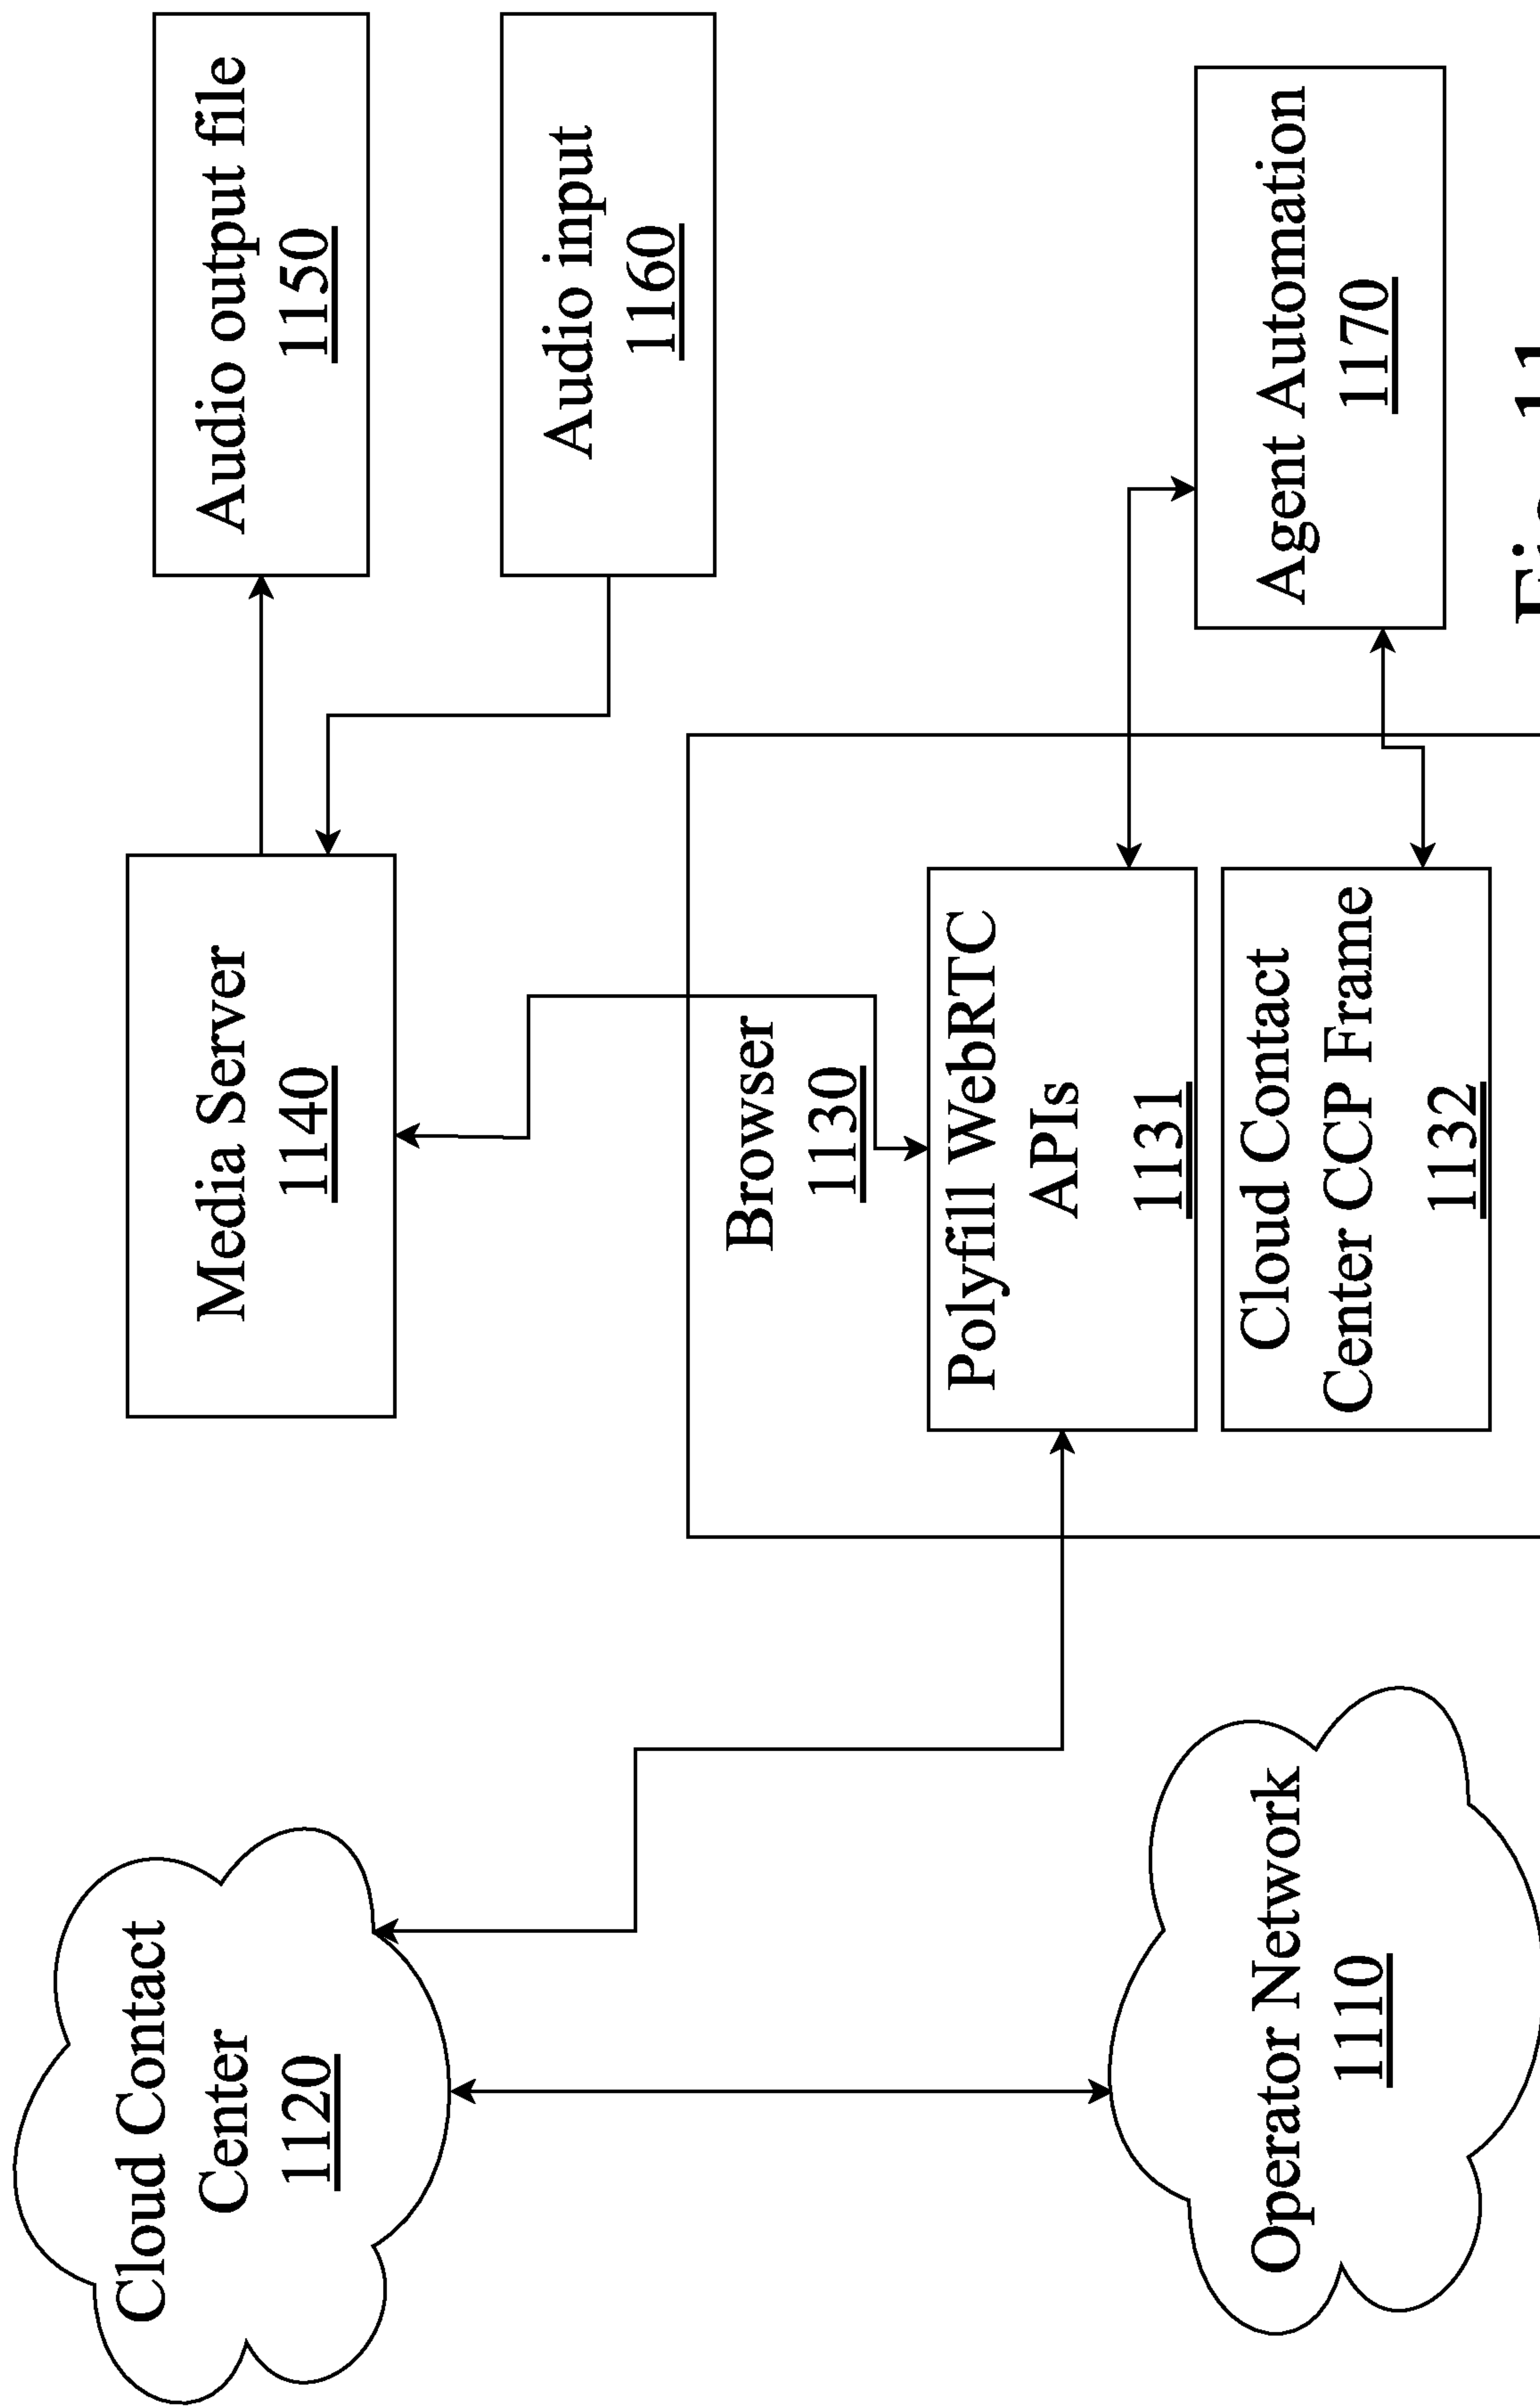 Cloud Contact
Center
1120
Media Server
1140
Audio output file
1150
Audio input
1160
Browser
1130
Polyfill WebRTC
APIs
1131
Cloud Contact
Center CCP Frame
1132
Operator Network
1110
Agent Automation
1170